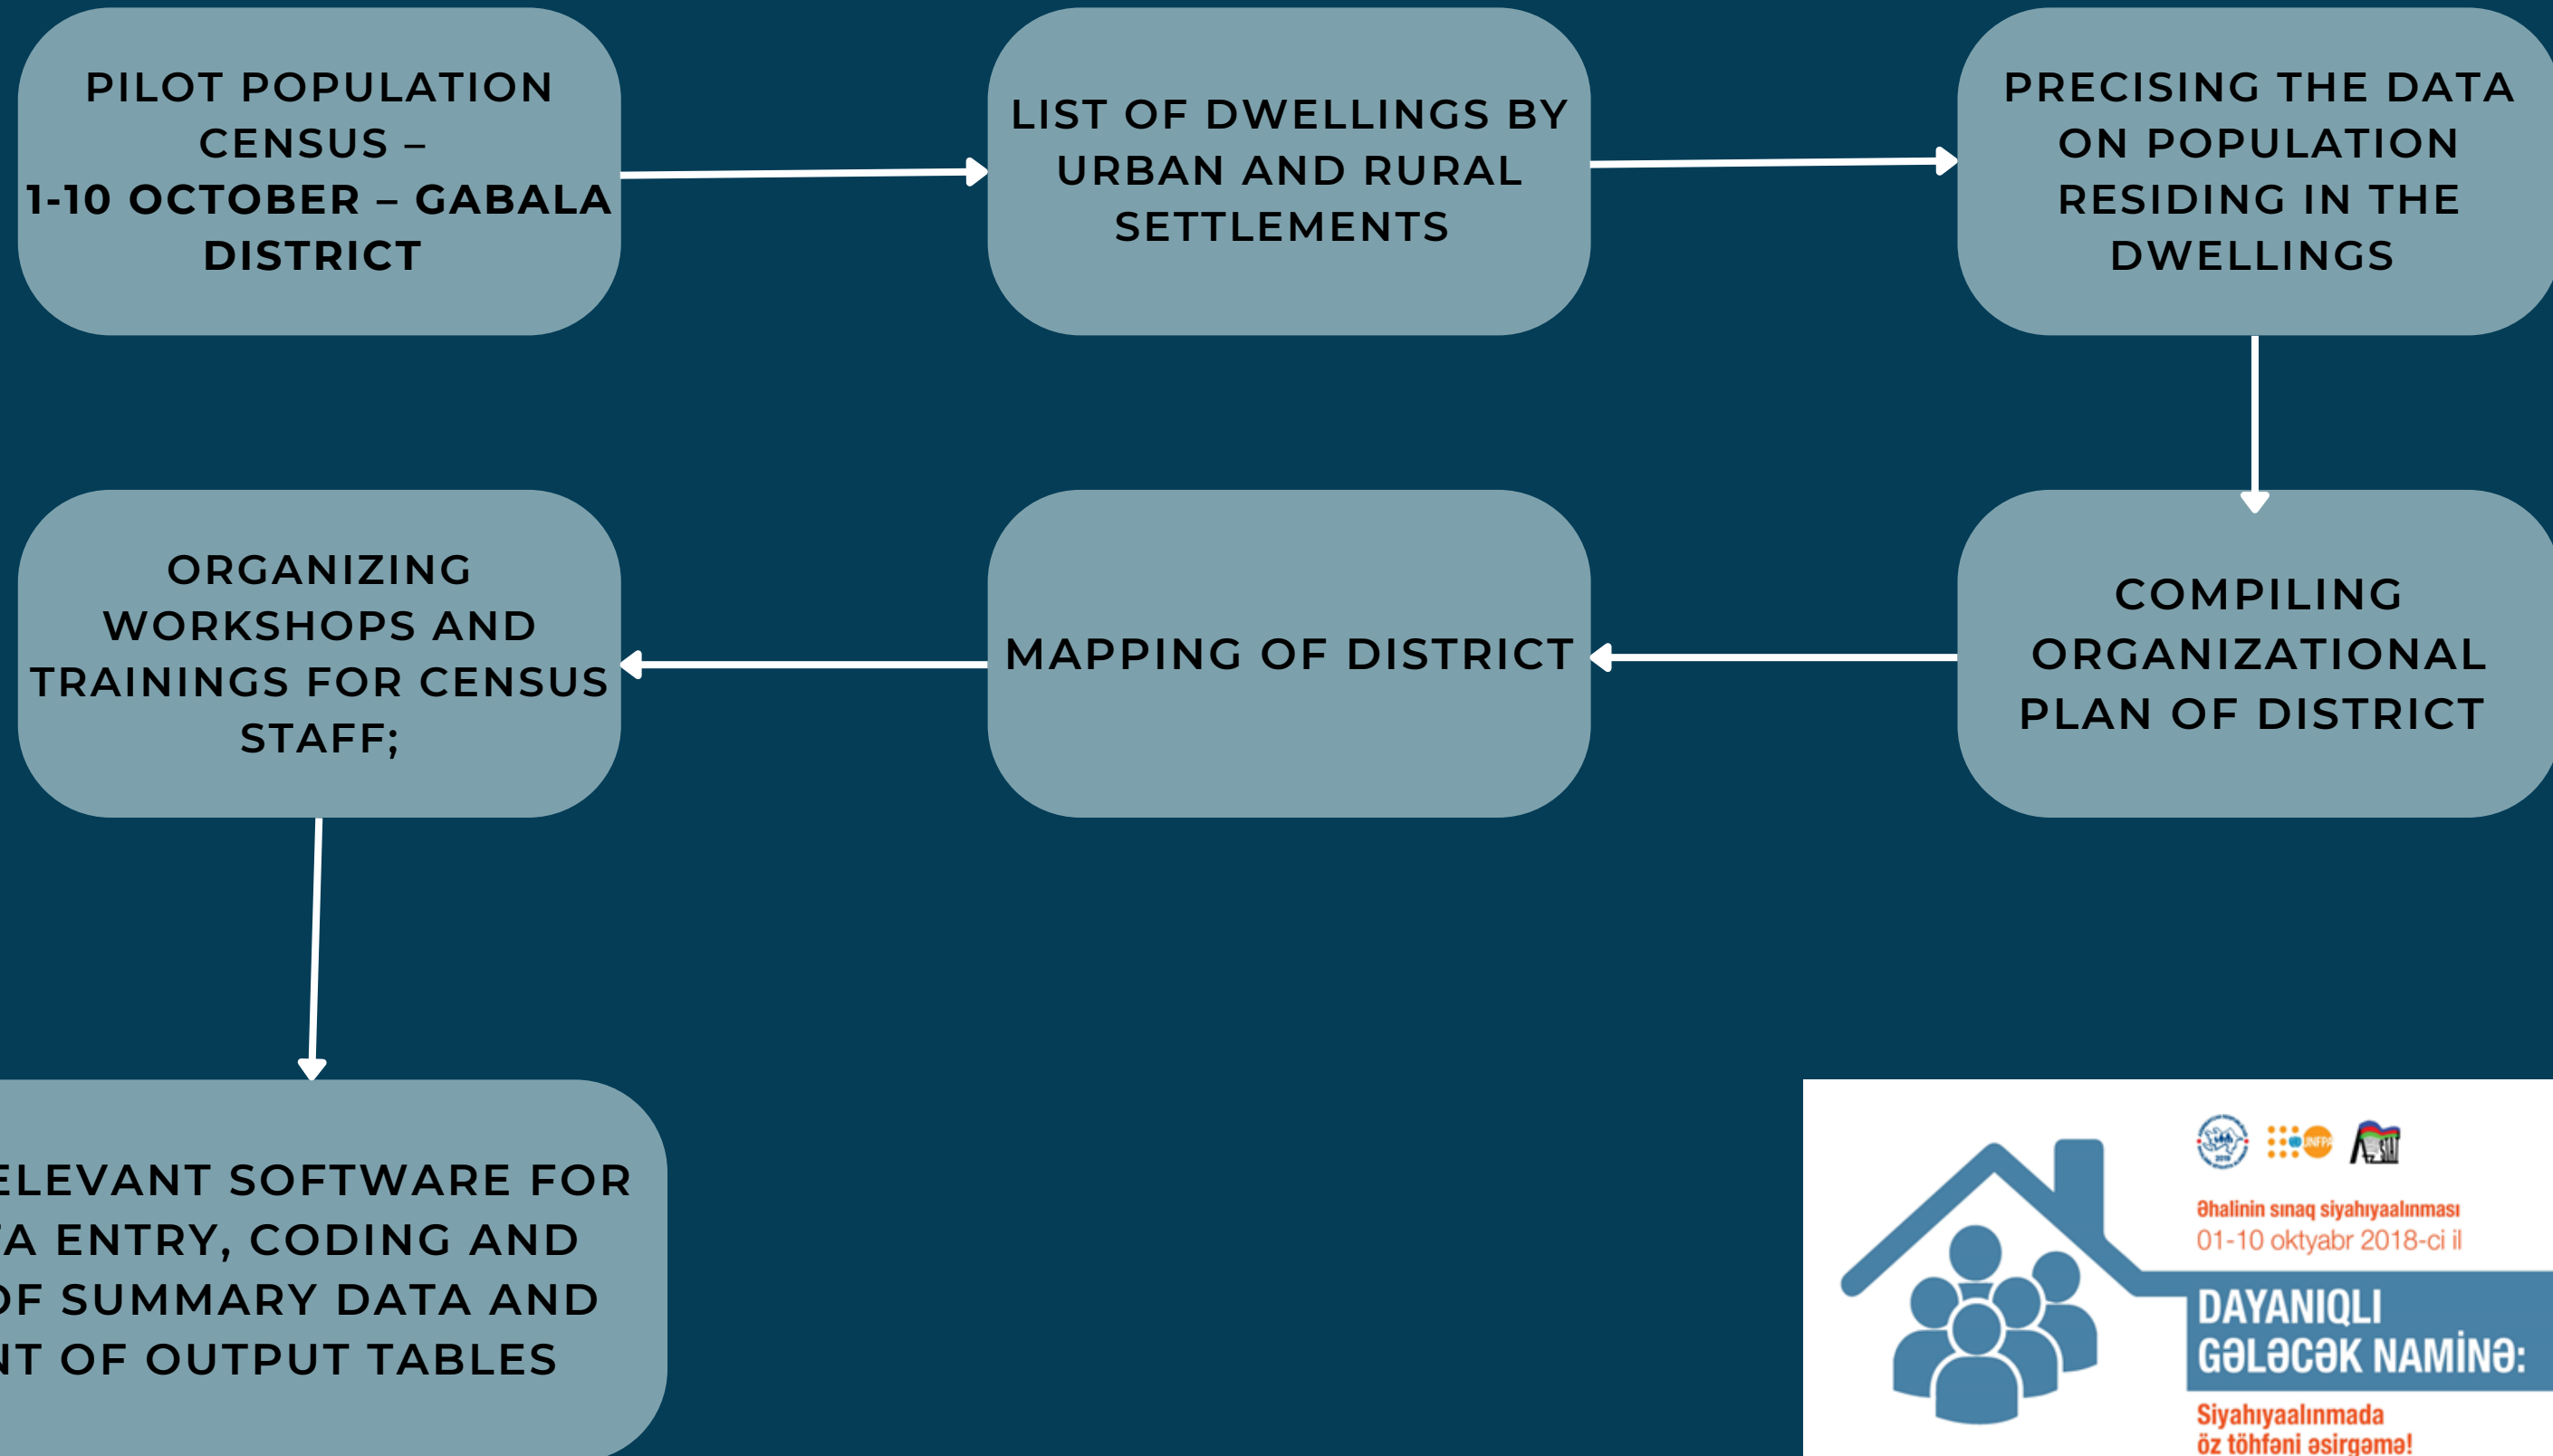 PILOT POPULATION
CENSUS –
1-10 OCTOBER – GABALA
DISTRICT
LIST OF DWELLINGS BY
URBAN AND RURAL
SETTLEMENTS
PRECISING THE DATA
ON POPULATION
RESIDING IN THE
DWELLINGS
ORGANIZING
WORKSHOPS AND
TRAININGS FOR CENSUS
STAFF;
MAPPING OF DISTRICT
COMPILING
ORGANIZATIONAL
PLAN OF DISTRICT
ELEVANT SOFTWARE FOR
TA ENTRY, CODING AND
OF SUMMARY DATA AND
NT OF OUTPUT TABLES
UNFPA
Əhalinin sınaq siyahıyaalınması
01-10 oktyabr 2018-ci il
DAYANIQLI
GƏLƏCƏK NAMİNƏ:
Siyahıyaalınmada
öz töhfəni əsirgəmə!